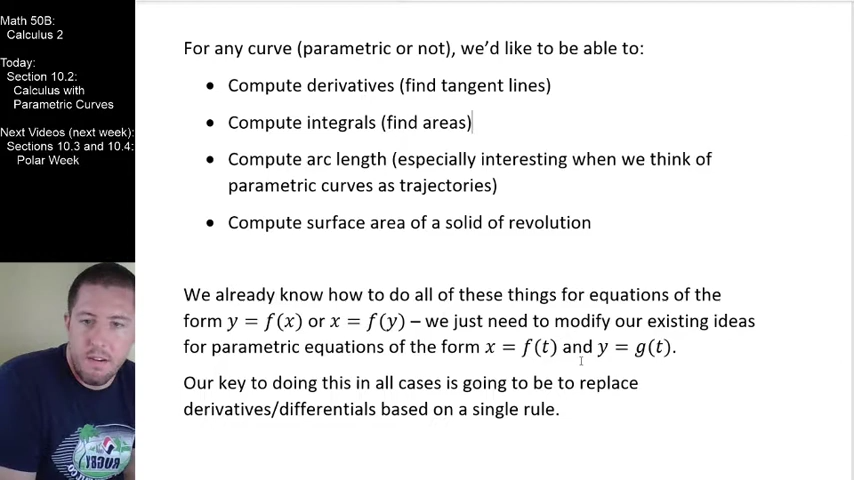 Math 50B:
Calculus 2
Today:
Section 10.2:
Calculus with
Parametric Curves
Next Videos (next week):
Sections 10.3 and 10.4:
Polar Week
For any curve (parametric or not), we’d like to be able to:
• Compute derivatives (find tangent lines)
• Compute integrals (find areas)
• Compute arc length (especially interesting when we think of
parametric curves as trajectories)
• Compute surface area of a solid of revolution
We already know how to do all of these things for equations of the
form y = f(x) or x = f(y) – we just need to modify our existing ideas
for parametric equations of the form x = f(t) and y = g(t).
Our key to doing this in all cases is going to be to replace
derivatives/differentials based on a single rule.
RUGBY